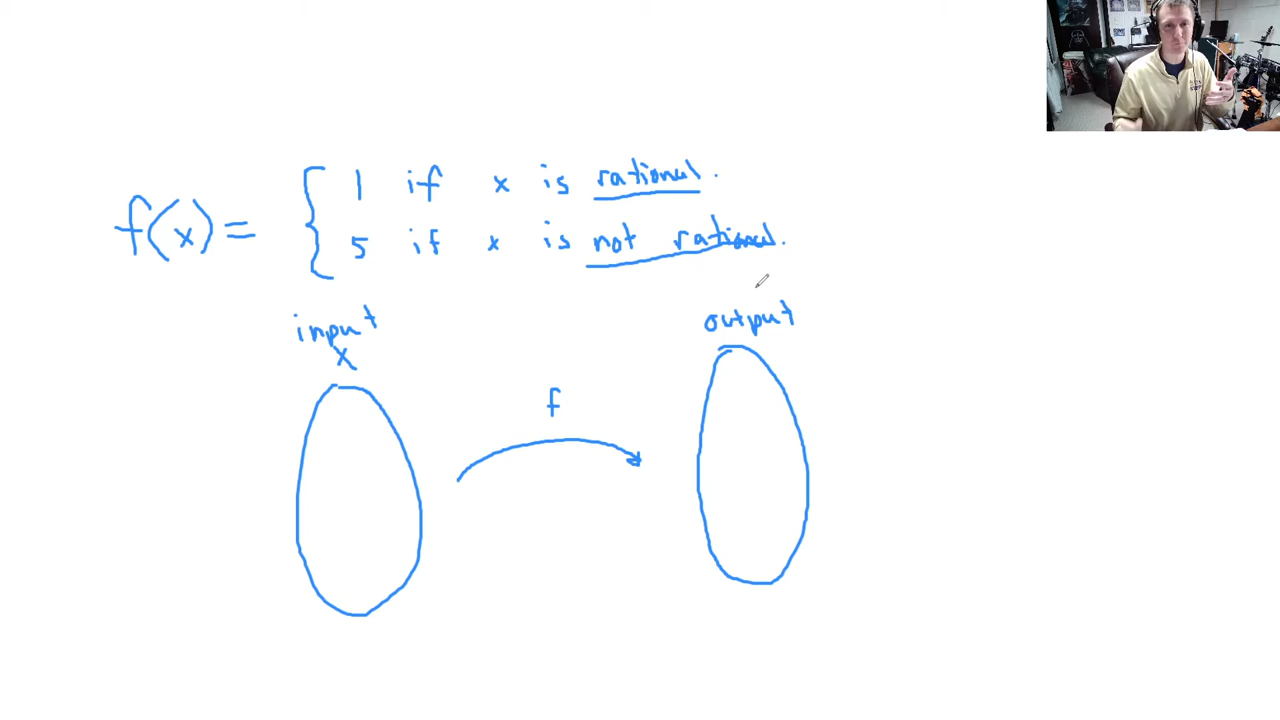 f(x) = { 1 if x is rational.
5 if x is not rational.
input
x
output
f